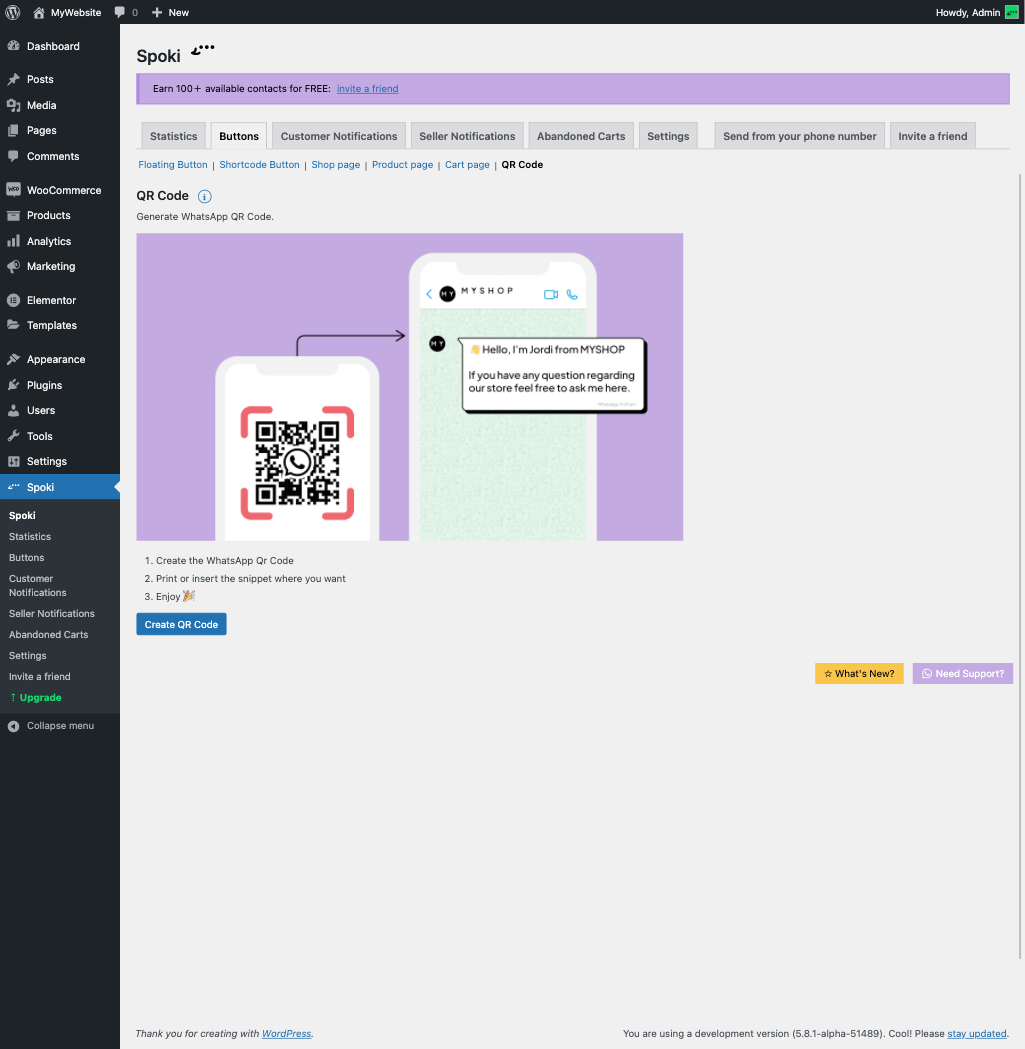 MyWebsite 0 + New Howdy, Admin
Dashboard
Posts
Media
Pages
Comments
WooCommerce
Products
Analytics
Marketing
Elementor
Templates
Appearance
Plugins
Users
Tools
Settings
Spoki
Spoki
Statistics
Buttons
Customer
Notifications
Seller Notifications
Abandoned Carts
Settings
Invite a friend
↑ Upgrade
Collapse menu
Spoki
Earn 100+ available contacts for FREE: invite a friend
Statistics Buttons Customer Notifications Seller Notifications Abandoned Carts Settings Send from your phone number Invite a friend
Floating Button | Shortcode Button | Shop page | Product page | Cart page | QR Code
QR Code
Generate WhatsApp QR Code.
MY MYSHOP
MY
👋Hello, I'm Jordi from MYSHOP
If you have any question regarding
our store feel free to ask me here.
1. Create the WhatsApp Qr Code
2. Print or insert the snippet where you want
3. Enjoy 🎉
Create QR Code
☆ What's New? Need Support?
Thank you for creating with WordPress. You are using a development version (5.8.1-alpha-51489). Cool! Please stay updated.